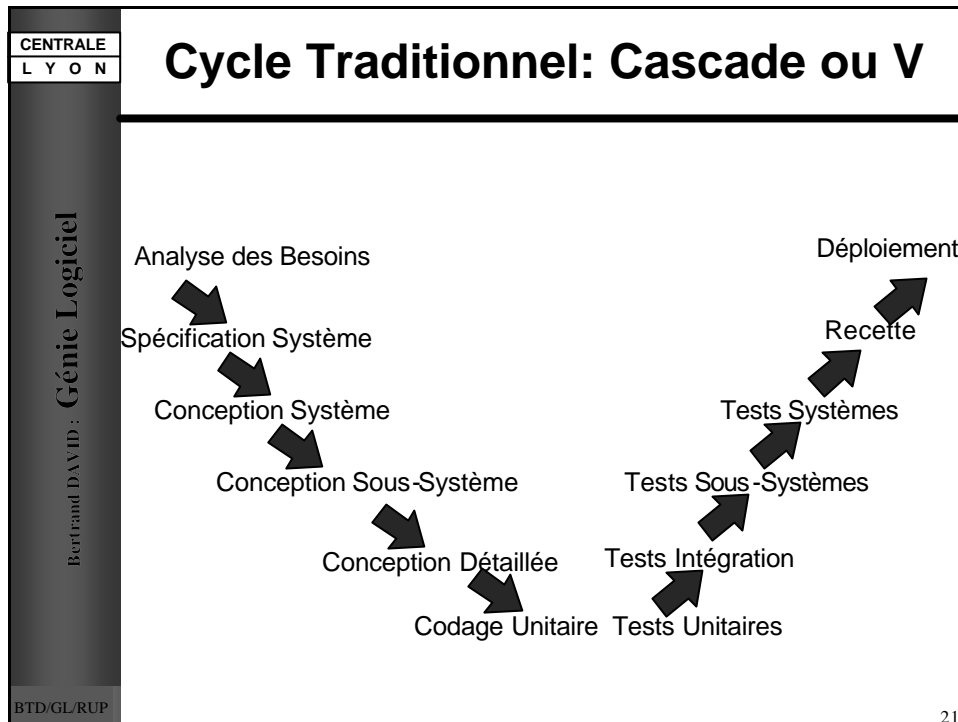 CENTRALE
L Y O N
Cycle Traditionnel: Cascade ou V
Bertrand DAVID : Génie Logiciel
Analyse des Besoins
Spécification Système
Conception Système
Conception Sous-Système
Conception Détaillée
Codage Unitaire
Tests Unitaires
Tests Intégration
Tests Sous-Systèmes
Tests Systèmes
Recette
Déploiement
BTD/GL/RUP
21